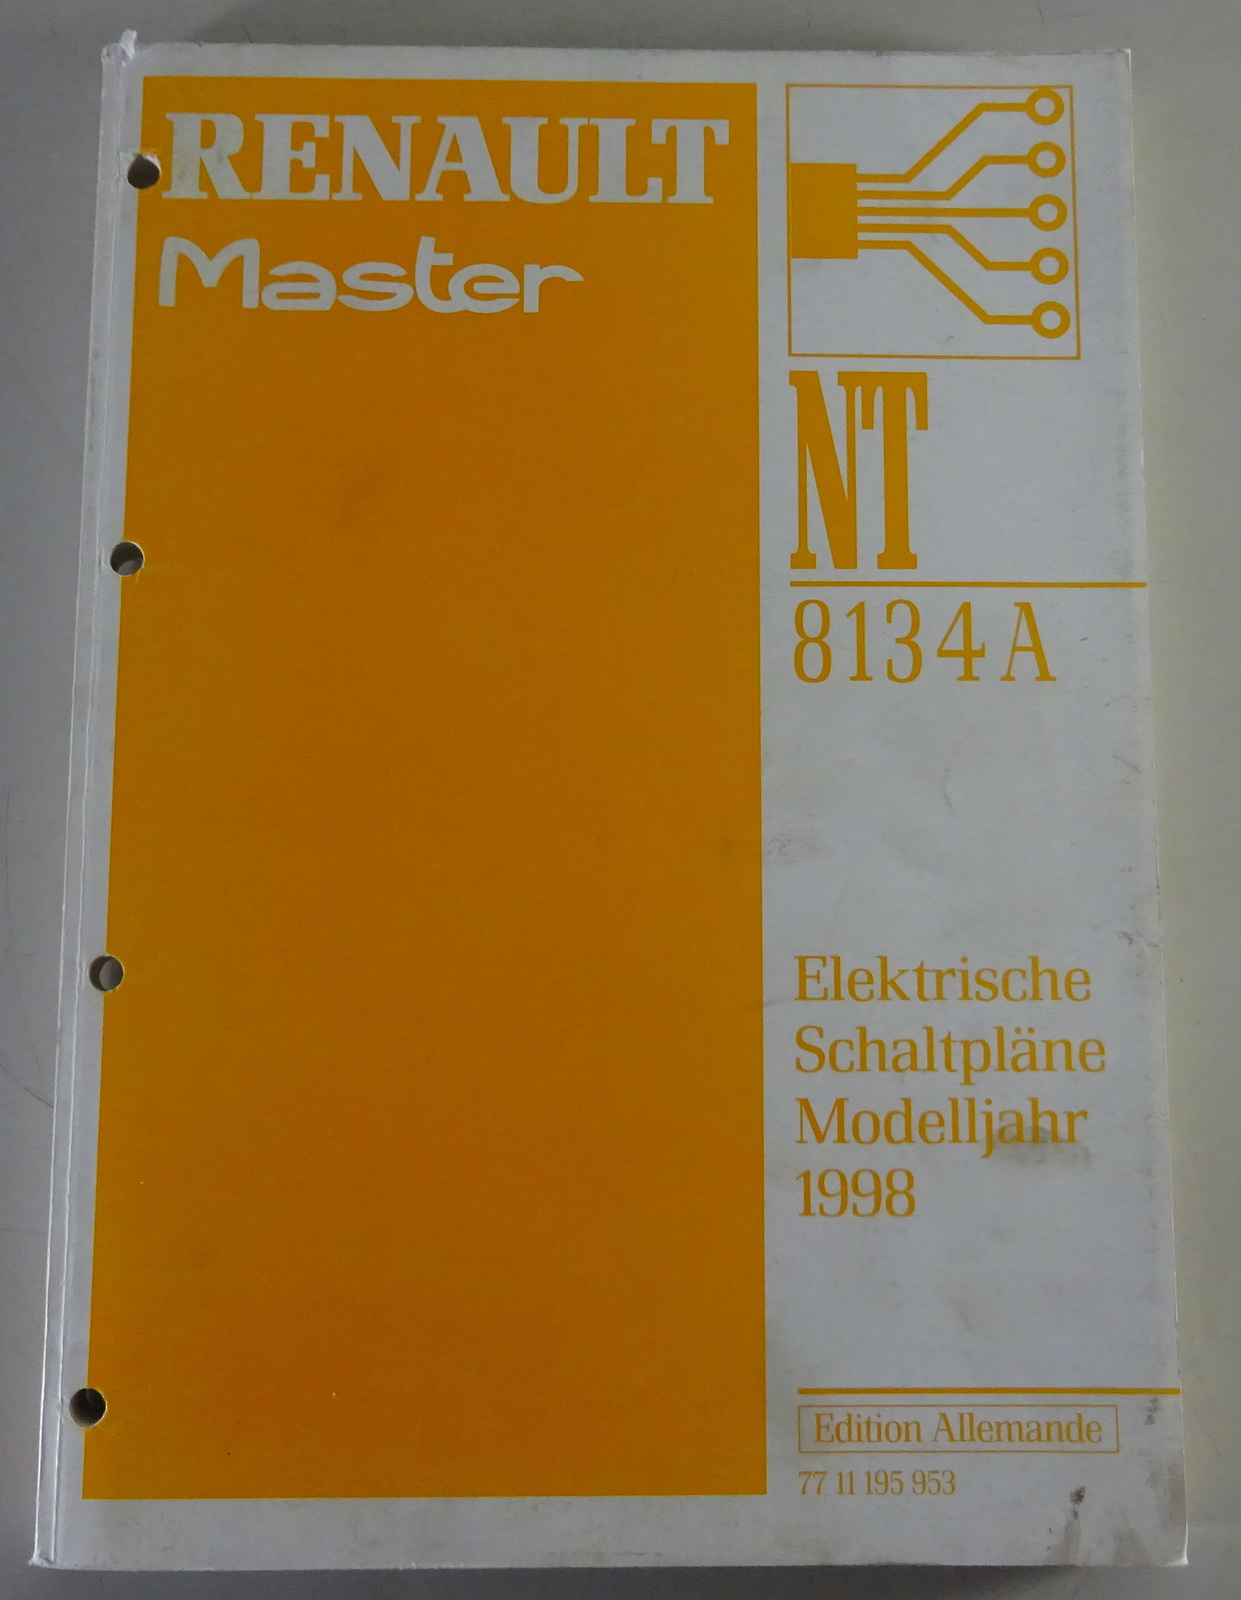 RENAULT
Master
NT
8134 A
Elektrische
Schaltpläne
Modelljahr
1998
Edition Allemande
77 11 195 953